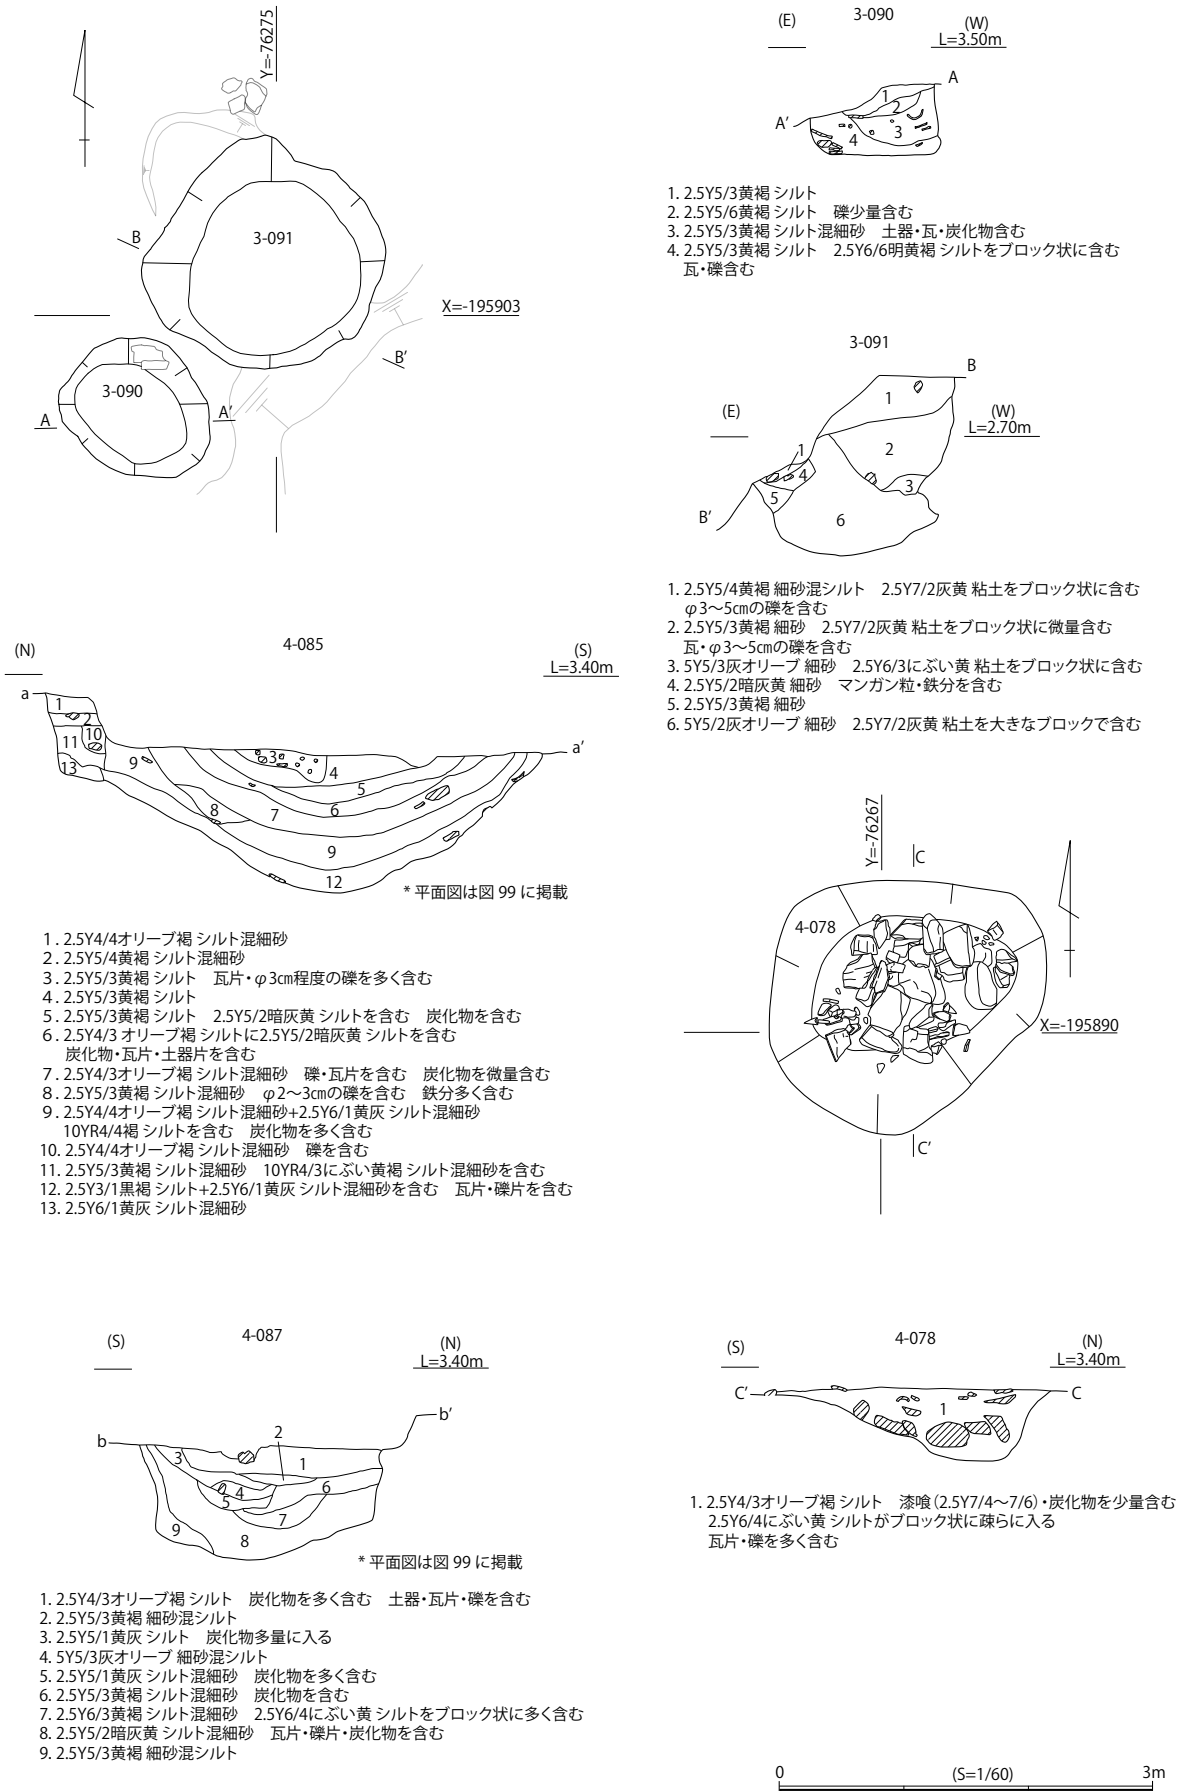 Y=-76275
B
3-091
X=-195903
B′
3-090
A
A′
3-090
(E)
(W)
L=3.50m
A
1
2
A′
3
4
1. 2.5Y5/3黄褐 シルト
2. 2.5Y5/6黄褐 シルト　礫少量含む
3. 2.5Y5/3黄褐 シルト混細砂　土器・瓦・炭化物含む
4. 2.5Y5/3黄褐 シルト　2.5Y6/6明黄褐 シルトをブロック状に含む
瓦・礫含む
3-091
B
1
(E)
(W)
L=2.70m
2
1
4
3
5
B′
6
1. 2.5Y5/4黄褐 細砂混シルト　2.5Y7/2灰黄 粘土をブロック状に含む
φ3〜5㎝の礫を含む
2. 2.5Y5/3黄褐 細砂　2.5Y7/2灰黄 粘土をブロック状に微量含む
瓦・φ3〜5㎝の礫を含む
3. 5Y5/3灰オリーブ 細砂　2.5Y6/3にぶい黄 粘土をブロック状に含む
4. 2.5Y5/2暗灰黄 細砂　マンガン粒・鉄分を含む
5. 2.5Y5/3黄褐 細砂
6. 5Y5/2灰オリーブ 細砂　2.5Y7/2灰黄 粘土を大きなブロックで含む
4-085
(N)
(S)
L=3.40m
a
1
2
10
11
a′
3
9
13
4
5
8
7
6
9
12
* 平面図は図 99 に掲載
1. 2.5Y4/4オリーブ褐 シルト混細砂
2. 2.5Y5/4黄褐 シルト混細砂
3. 2.5Y5/3黄褐 シルト　瓦片・φ3㎝程度の礫を多く含む
4. 2.5Y5/3黄褐 シルト
5. 2.5Y5/3黄褐 シルト　2.5Y5/2暗灰黄 シルトを含む　炭化物を含む
6. 2.5Y4/3 オリーブ褐 シルトに2.5Y5/2暗灰黄 シルトを含む
炭化物・瓦片・土器片を含む
7. 2.5Y4/3オリーブ褐 シルト混細砂　礫・瓦片を含む　炭化物を微量含む
8. 2.5Y5/3黄褐 シルト混細砂　φ2〜3㎝の礫を含む　鉄分多く含む
9. 2.5Y4/4オリーブ褐 シルト混細砂+2.5Y6/1黄灰 シルト混細砂
10YR4/4褐 シルトを含む　炭化物を多く含む
10. 2.5Y4/4オリーブ褐 シルト混細砂　礫を含む
11. 2.5Y5/3黄褐 シルト混細砂　10YR4/3にぶい黄褐 シルト混細砂を含む
12. 2.5Y3/1黒褐 シルト+2.5Y6/1黄灰 シルト混細砂を含む　瓦片・礫片を含む
13. 2.5Y6/1黄灰 シルト混細砂
Y=-76267
C
4-078
X=-195890
C′
4-087
(S)
(N)
L=3.40m
b′
2
b
3
1
4
6
5
7
9
8
* 平面図は図 99 に掲載
1. 2.5Y4/3オリーブ褐 シルト　炭化物を多く含む　土器・瓦片・礫を含む
2. 2.5Y5/3黄褐 細砂混シルト
3. 2.5Y5/1黄灰 シルト　炭化物多量に入る
4. 5Y5/3灰オリーブ 細砂混シルト
5. 2.5Y5/1黄灰 シルト混細砂　炭化物を多く含む
6. 2.5Y5/3黄褐 シルト混細砂　炭化物を含む
7. 2.5Y6/3黄褐 シルト混細砂　2.5Y6/4にぶい黄 シルトをブロック状に多く含む
8. 2.5Y5/2暗灰黄 シルト混細砂　瓦片・礫片・炭化物を含む
9. 2.5Y5/3黄褐 細砂混シルト
4-078
(S)
(N)
L=3.40m
C′
C
1
1. 2.5Y4/3オリーブ褐 シルト　漆喰（2.5Y7/4〜7/6）・炭化物を少量含む
2.5Y6/4にぶい黄 シルトがブロック状に疎らに入る
瓦片・礫を多く含む
0
(S=1/60)
3m